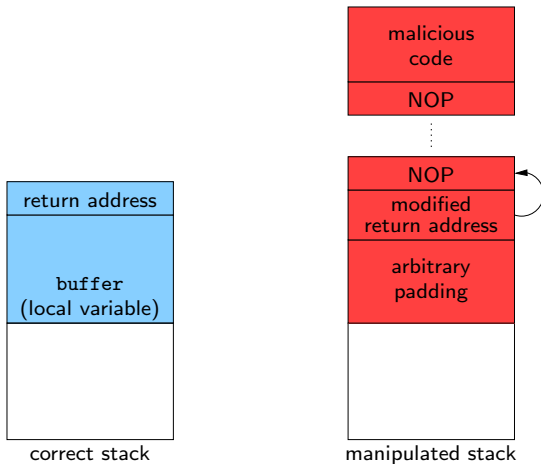 malicious
code
NOP
NOP
modified
return address
arbitrary
padding
manipulated stack
return address
buffer
(local variable)
correct stack